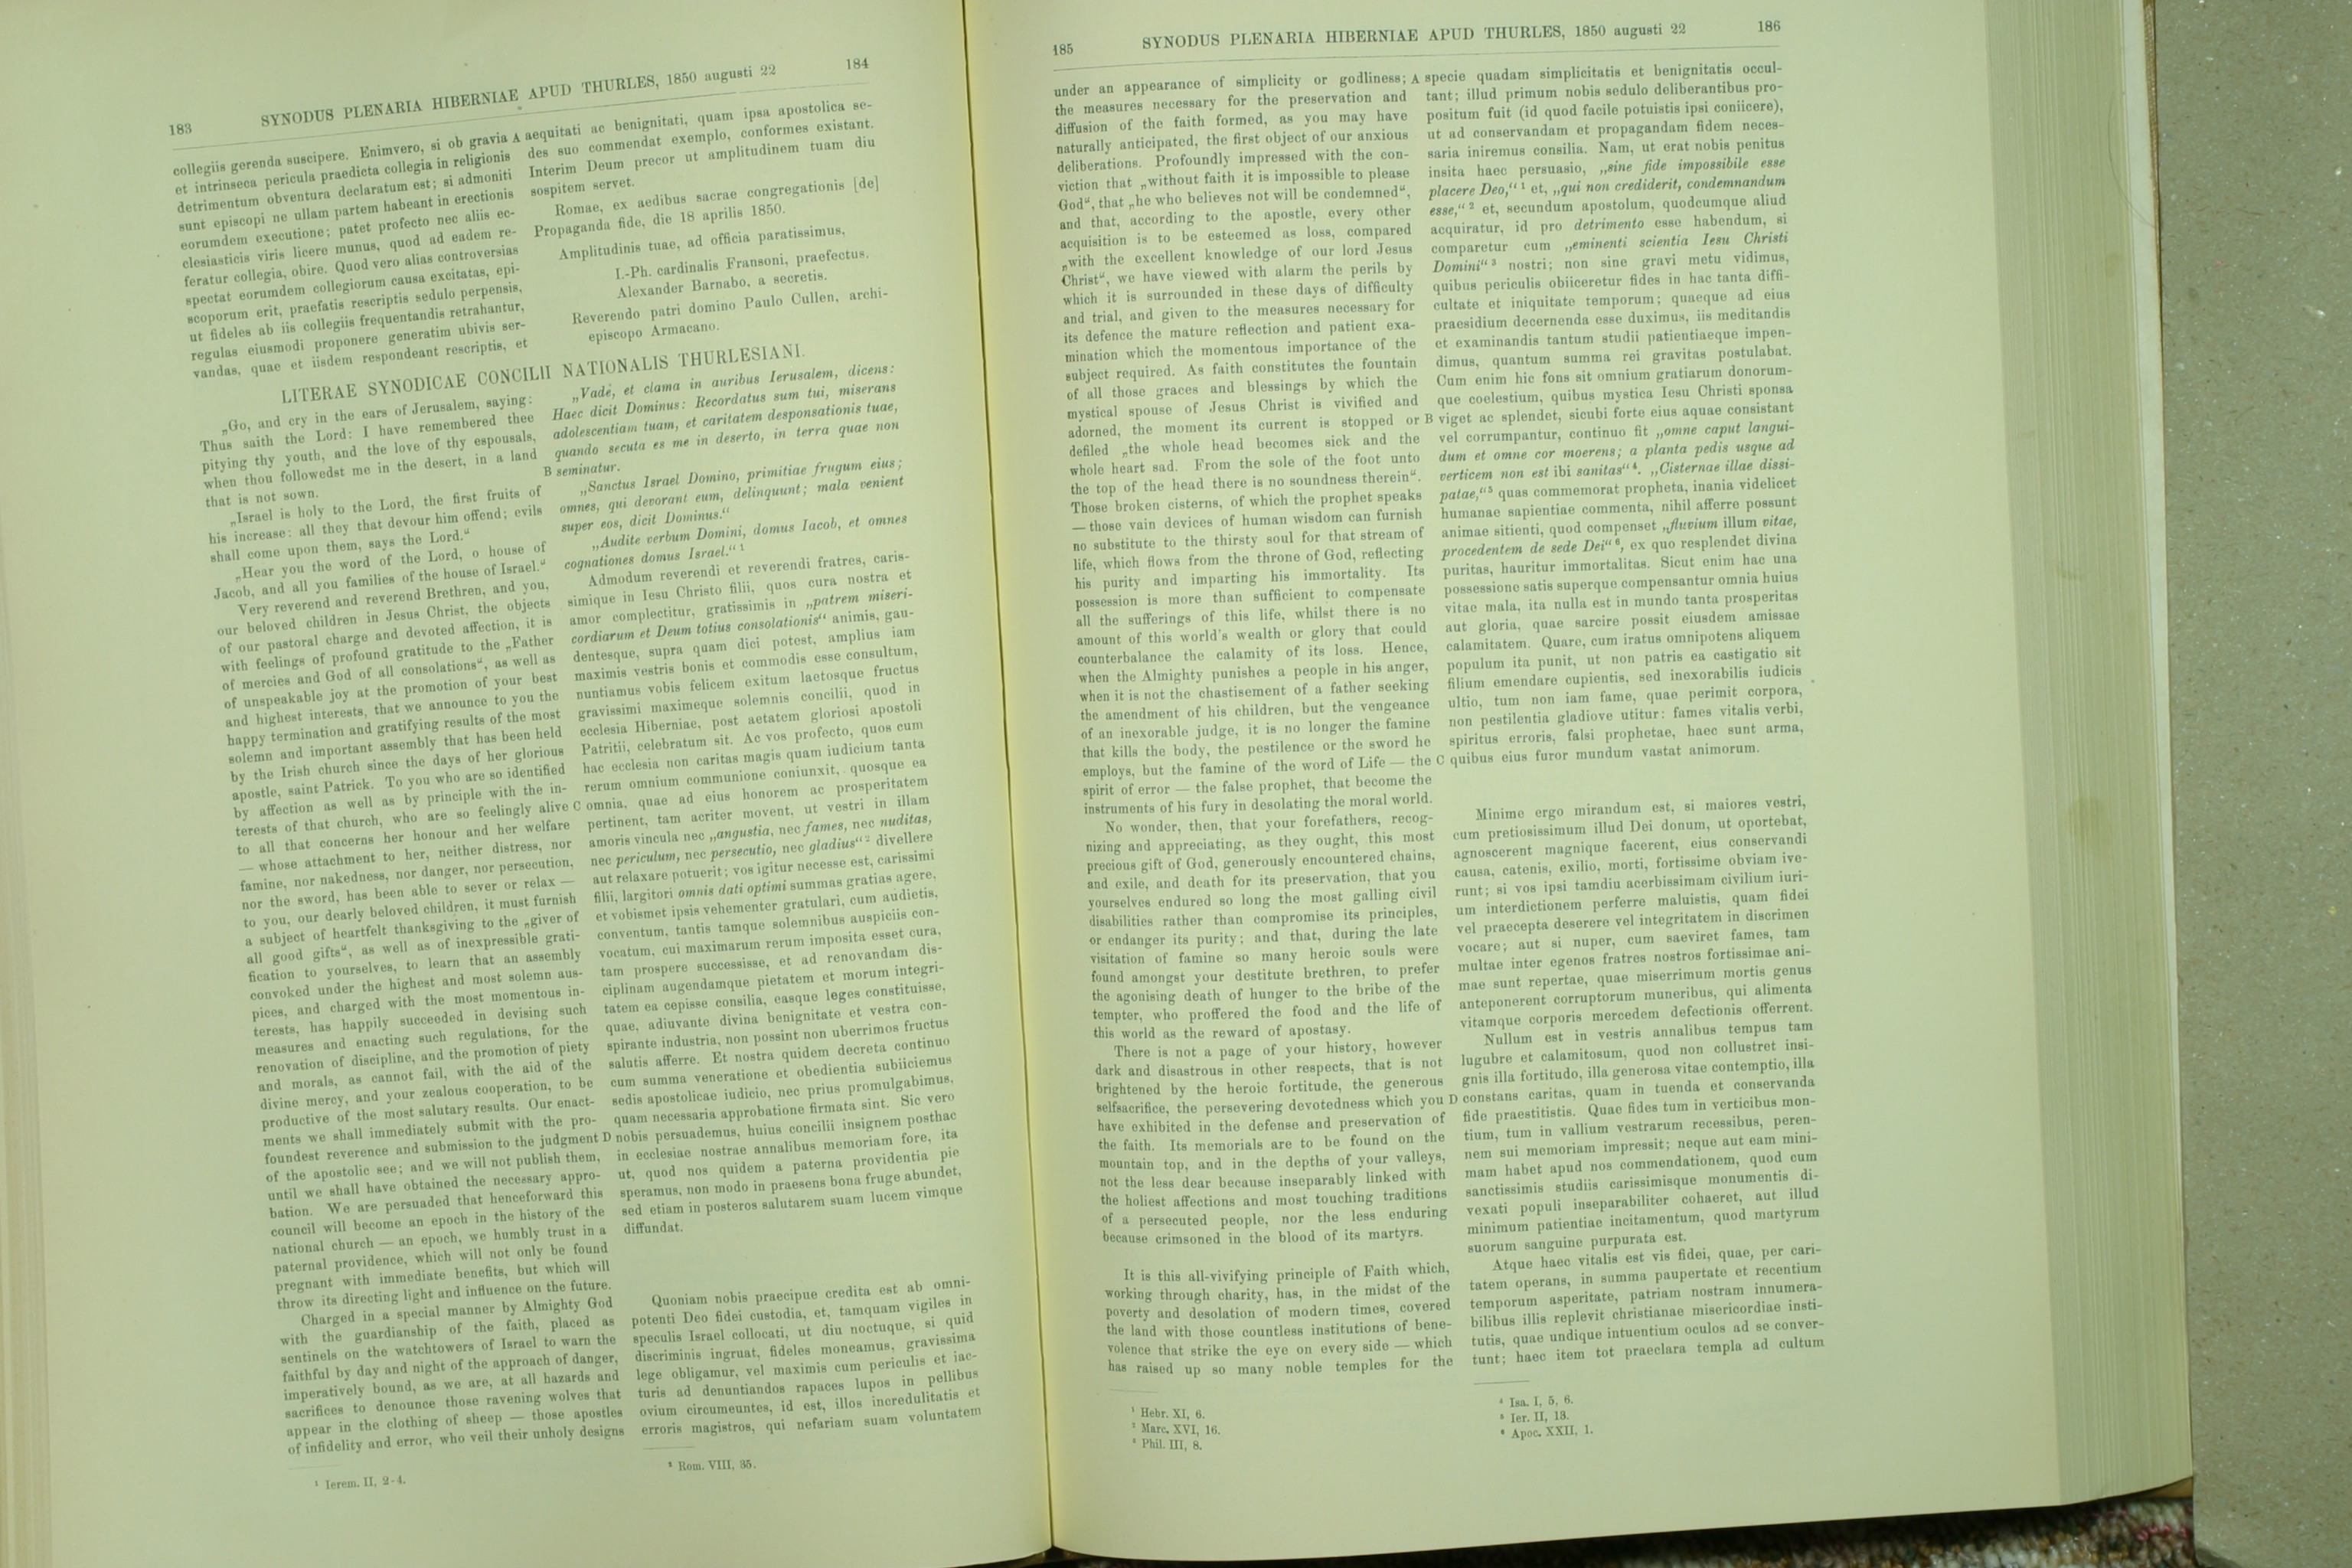 183
SYNODUS PLENARIA HIBERNIAE APUD THURLES, 1850 augusti 22
184
collegiis gerenda suscipere. Enimvero, si ob gravia
et intrinseca pericula praedicta collegia in religionis
detrimentum obventura declaratum est; si admoniti
sunt episcopi ne ullam partem habeant in erectionis
eorumdem executione; patet profecto nec aliis ec-
clesiasticis viris licere munus, quod ad eadem re-
feratur collegia, obire. Quod vero alias controversias
spectat eorumdem collegiorum causa excitatas, epi-
scoporum erit, praefatis rescriptis sedulo perpensis,
ut fideles ab iis collegiis frequentandis retrahantur,
regulas eiusmodi proponere generatim ubivis ser-
vandas, quae et iisdem respondeant rescriptis, et
A aequitati ac benignitati, quam ipsa apostolica se-
des suo commendat exemplo, conformes existant.
Interim Deum precor ut amplitudinem tuam diu
sospitem servet.
Romae, ex aedibus sacrae congregationis [de]
Propaganda fide, die 18 aprilis 1850.
Amplitudinis tuae, ad officia paratissimus,
I.-Ph. cardinalis Fransoni, praefectus.
Alexander Barnabo, a secretis.
Reverendo patri domino Paulo Cullen, archi-
episcopo Armacano.
LITERAE SYNODICAE CONCILII NATIONALIS THURLESIANI.
„Go, and cry in the ears of Jerusalem, saying:
Thus saith the Lord: I have remembered thee
pitying thy youth, and the love of thy espousals,
when thou followedst me in the desert, in a land
that is not sown.
„Israel is holy to the Lord, the first fruits of
his increase: all they that devour him offend; evils
shall come upon them, says the Lord.“
„Hear you the word of the Lord, o house of
Jacob, and all you families of the house of Israel.“
Very reverend and reverend Brethren, and you,
our beloved children in Jesus Christ, the objects
of our pastoral charge and devoted affection, it is
with feelings of profound gratitude to the „Father
of mercies and God of all consolations“, as well as
of unspeakable joy at the promotion of your best
and highest interests, that we announce to you the
happy termination and gratifying results of the most
solemn and important assembly that has been held
by the Irish church since the days of her glorious
apostle, saint Patrick. To you who are so identified
by affection as well as by principle with the in-
terests of that church, who are so feelingly alive
to all that concerns her honour and her welfare
— whose attachment to her, neither distress, nor
famine, nor nakedness, nor danger, nor persecution,
nor the sword, has been able to sever or relax —
to you, our dearly beloved children, it must furnish
a subject of heartfelt thanksgiving to the „giver of
all good gifts“, as well as of inexpressible grati-
fication to yourselves, to learn that an assembly
convoked under the highest and most solemn aus-
pices, and charged with the most momentous in-
terests, has happily succeeded in devising such
measures and enacting such regulations, for the
renovation of discipline, and the promotion of piety
and morals, as cannot fail, with the aid of the
divine mercy, and your zealous cooperation, to be
productive of the most salutary results. Our enact-
ments we shall immediately submit with the pro-
foundest reverence and submission to the judgment
of the apostolic see; and we will not publish them,
until we shall have obtained the necessary appro-
bation. We are persuaded that henceforward this
council will become an epoch in the history of the
national church — an epoch, we humbly trust in a
paternal providence, which will not only be found
pregnant with immediate benefits, but which will
throw its directing light and influence on the future.
Charged in a special manner by Almighty God
with the guardianship of the faith, placed as
sentinels on the watchtowers of Israel to warn the
faithful by day and night of the approach of danger,
imperatively bound, as we are, at all hazards and
sacrifices to denounce those ravening wolves that
appear in the clothing of sheep — those apostles
of infidelity and error, who veil their unholy designs
¹ Ierem. II, 2-4.
„Vade, et clama in auribus Ierusalem, dicens:
Haec dicit Dominus: Recordatus sum tui, miserans
adolescentiam tuam, et caritatem desponsationis tuae,
quando secuta es me in deserto, in terra quae non
B seminatur.
„Sanctus Israel Domino, primitiae frugum eius;
omnes, qui devorant eum, delinquunt; mala venient
super eos, dicit Dominus.“
„Audite verbum Domini, domus Iacob, et omnes
cognationes domus Israel.“ ¹
Admodum reverendi et reverendi fratres, caris-
simique in Iesu Christo filii, quos cura nostra et
amor complectitur, gratissimis in „patrem miseri-
cordiarum et Deum totius consolationis“ animis, gau-
dentesque, supra quam dici potest, amplius iam
maximis vestris bonis et commodis esse consultum,
nuntiamus vobis felicem exitum laetosque fructus
gravissimi maximeque solemnis concilii, quod in
ecclesia Hiberniae, post aetatem gloriosi apostoli
Patritii, celebratum sit. Ac vos profecto, quos cum
hac ecclesia non caritas magis quam iudicium tanta
rerum omnium communione coniunxit, quosque ea
C omnia, quae ad eius honorem ac prosperitatem
pertinent, tam acriter movent, ut vestri in illam
amoris vincula nec „angustia, nec fames, nec nuditas,
nec periculum, nec persecutio, nec gladius“ ² divellere
aut relaxare potuerit; vos igitur necesse est, carissimi
filii, largitori omnis dati optimi summas gratias agere,
et vobismet ipsis vehementer gratulari, cum audietis,
conventum, tantis tamque solemnibus auspiciis con-
vocatum, cui maximarum rerum imposita esset cura,
tam prospere successisse, et ad renovandam dis-
ciplinam augendamque pietatem et morum integri-
tatem ea cepisse consilia, easque leges constituisse,
quae, adiuvante divina benignitate et vestra con-
spirante industria, non possint non uberrimos fructus
salutis afferre. Et nostra quidem decreta continuo
cum summa veneratione et obedientia subiiciemus
sedis apostolicae iudicio, nec prius promulgabimus,
quam necessaria approbatione firmata sint. Sic vero
D nobis persuademus, huius concilii insignem posthac
in ecclesiae nostrae annalibus memoriam fore, ita
ut, quod nos quidem a paterna providentia pie
speramus, non modo in praesens bona fruge abundet,
sed etiam in posteros salutarem suam lucem vimque
diffundat.
Quoniam nobis praecipue credita est ab omni-
potenti Deo fidei custodia, et, tamquam vigiles in
speculis Israel collocati, ut diu noctuque, si quid
discriminis ingruat, fideles moneamus, gravissima
lege obligamur, vel maximis cum periculis et iac-
turis ad denuntiandos rapaces lupos in pellibus
ovium circumeuntes, id est, illos incredulitatis et
erroris magistros, qui nefariam suam voluntatem
² Rom. VIII, 35.
185
SYNODUS PLENARIA HIBERNIAE APUD THURLES, 1850 augusti 22
186
under an appearance of simplicity or godliness;
the measures necessary for the preservation and
diffusion of the faith formed, as you may have
naturally anticipated, the first object of our anxious
deliberations. Profoundly impressed with the con-
viction that „without faith it is impossible to please
God“, that „he who believes not will be condemned“,
and that, according to the apostle, every other
acquisition is to be esteemed as loss, compared
„with the excellent knowledge of our lord Jesus
Christ“, we have viewed with alarm the perils by
which it is surrounded in these days of difficulty
and trial, and given to the measures necessary for
its defence the mature reflection and patient exa-
mination which the momentous importance of the
subject required. As faith constitutes the fountain
of all those graces and blessings by which the
mystical spouse of Jesus Christ is vivified and
adorned, the moment its current is stopped or
defiled „the whole head becomes sick and the
whole heart sad. From the sole of the foot unto
the top of the head there is no soundness therein“.
Those broken cisterns, of which the prophet speaks
— those vain devices of human wisdom can furnish
no substitute to the thirsty soul for that stream of
life, which flows from the throne of God, reflecting
his purity and imparting his immortality. Its
possession is more than sufficient to compensate
all the sufferings of this life, whilst there is no
amount of this world's wealth or glory that could
counterbalance the calamity of its loss. Hence,
when the Almighty punishes a people in his anger,
when it is not the chastisement of a father seeking
the amendment of his children, but the vengeance
of an inexorable judge, it is no longer the famine
that kills the body, the pestilence or the sword he
employs, but the famine of the word of Life — the
spirit of error — the false prophet, that become the
instruments of his fury in desolating the moral world.
No wonder, then, that your forefathers, recog-
nizing and appreciating, as they ought, this most
precious gift of God, generously encountered chains,
and exile, and death for its preservation, that you
yourselves endured so long the most galling civil
disabilities rather than compromise its principles,
or endanger its purity; and that, during the late
visitation of famine so many heroic souls were
found amongst your destitute brethren, to prefer
the agonising death of hunger to the bribe of the
tempter, who proffered the food and the life of
this world as the reward of apostasy.
There is not a page of your history, however
dark and disastrous in other respects, that is not
brightened by the heroic fortitude, the generous
selfsacrifice, the persevering devotedness which you
have exhibited in the defense and preservation of
the faith. Its memorials are to be found on the
mountain top, and in the depths of your valleys,
not the less dear because inseparably linked with
the holiest affections and most touching traditions
of a persecuted people, nor the less enduring
because crimsoned in the blood of its martyrs.
It is this all-vivifying principle of Faith which,
working through charity, has, in the midst of the
poverty and desolation of modern times, covered
the land with those countless institutions of bene-
volence that strike the eye on every side — which
has raised up so many noble temples for the
¹ Hebr. XI, 6.
² Marc. XVI, 16.
³ Phil. III, 8.
A specie quadam simplicitatis et benignitatis occul-
tant; illud primum nobis sedulo deliberantibus pro-
positum fuit (id quod facile potuistis ipsi coniicere),
ut ad conservandam et propagandam fidem neces-
saria iniremus consilia. Nam, ut erat nobis penitus
insita haec persuasio, „sine fide impossibile esse
placere Deo,“ ¹ et, „qui non crediderit, condemnandum
esse,“ ² et, secundum apostolum, quodcumque aliud
acquiratur, id pro detrimento esse habendum, si
comparetur cum „eminenti scientia Iesu Christi
Domini“ ³ nostri; non sine gravi metu vidimus,
quibus periculis obiiceretur fides in hac tanta diffi-
cultate et iniquitate temporum; quaeque ad eius
praesidium decernenda esse duximus, iis meditandis
et examinandis tantum studii patientiaeque impen-
dimus, quantum summa rei gravitas postulabat.
Cum enim hic fons sit omnium gratiarum donorum-
que coelestium, quibus mystica Iesu Christi sponsa
B viget ac splendet, sicubi forte eius aquae consistant
vel corrumpantur, continuo fit „omne caput langui-
dum et omne cor moerens; a planta pedis usque ad
verticem non est ibi sanitas“ ⁴. „Cisternae illae dissi-
patae,“ ⁵ quas commemorat propheta, inania videlicet
humanae sapientiae commenta, nihil afferre possunt
animae sitienti, quod compenset „fluvium illum vitae,
procedentem de sede Dei“ ⁶, ex quo resplendet divina
puritas, hauritur immortalitas. Sicut enim hac una
possessione satis superque compensantur omnia huius
vitae mala, ita nulla est in mundo tanta prosperitas
aut gloria, quae sarcire possit eiusdem amissae
calamitatem. Quare, cum iratus omnipotens aliquem
populum ita punit, ut non patris ea castigatio sit
filium emendare cupientis, sed inexorabilis iudicis
ultio, tum non iam fame, quae perimit corpora,
non pestilentia gladiove utitur: fames vitalis verbi,
spiritus erroris, falsi prophetae, haec sunt arma,
C quibus eius furor mundum vastat animorum.
Minime ergo mirandum est, si maiores vestri,
cum pretiosissimum illud Dei donum, ut oportebat,
agnoscerent magnique facerent, eius conservandi
causa, catenis, exilio, morti, fortissime obviam ive-
runt; si vos ipsi tamdiu acerbissimam civilium iuri-
um interdictionem perferre maluistis, quam fidei
vel praecepta deserere vel integritatem in discrimen
vocare; aut si nuper, cum saeviret fames, tam
multae inter egenos fratres nostros fortissimae ani-
mae sunt repertae, quae miserrimum mortis genus
anteponerent corruptorum muneribus, qui alimenta
vitamque corporis mercedem defectionis offerrent.
Nullum est in vestris annalibus tempus tam
lugubre et calamitosum, quod non collustret insi-
gnis illa fortitudo, illa generosa vitae contemptio, illa
D constans caritas, quam in tuenda et conservanda
fide praestitistis. Quae fides tum in verticibus mon-
tium, tum in vallium vestrarum recessibus, peren-
nem sui memoriam impressit; neque aut eam mini-
mam habet apud nos commendationem, quod cum
sanctissimis studiis carissimisque monumentis di-
vexati populi inseparabiliter cohaeret, aut illud
minimum patientiae incitamentum, quod martyrum
suorum sanguine purpurata est.
Atque haec vitalis est vis fidei, quae, per cari-
tatem operans, in summa paupertate et recentium
temporum asperitate, patriam nostram innumera-
bilibus illis replevit christianae misericordiae insti-
tutis, quae undique intuentium oculos ad se conver-
tunt; haec item tot praeclara templa ad cultum
⁴ Isa. I, 5, 6.
⁵ Ier. II, 13.
⁶ Apoc. XXII, 1.